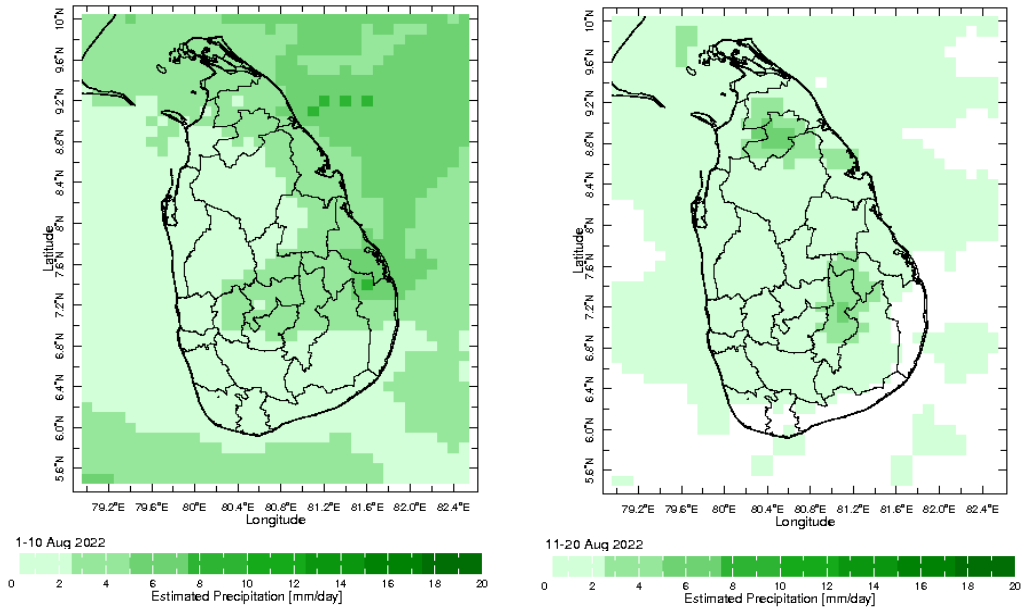 10°N
9.6°N
9.2°N
8.8°N
8.4°N
8°N
7.6°N
7.2°N
6.8°N
6.4°N
6.0°N
5.6°N
Latitude
79.2°E 79.6°E 80°E 80.4°E 80.8°E 81.2°E 81.6°E 82.0°E 82.4°E
Longitude
1-10 Aug 2022
0 2 4 6 8 10 12 14 16 18 20
Estimated Precipitation [mm/day]
10°N
9.6°N
9.2°N
8.8°N
8.4°N
8°N
7.6°N
7.2°N
6.8°N
6.4°N
6.0°N
5.6°N
Latitude
79.2°E 79.6°E 80°E 80.4°E 80.8°E 81.2°E 81.6°E 82.0°E 82.4°E
Longitude
11-20 Aug 2022
0 2 4 6 8 10 12 14 16 18 20
Estimated Precipitation [mm/day]